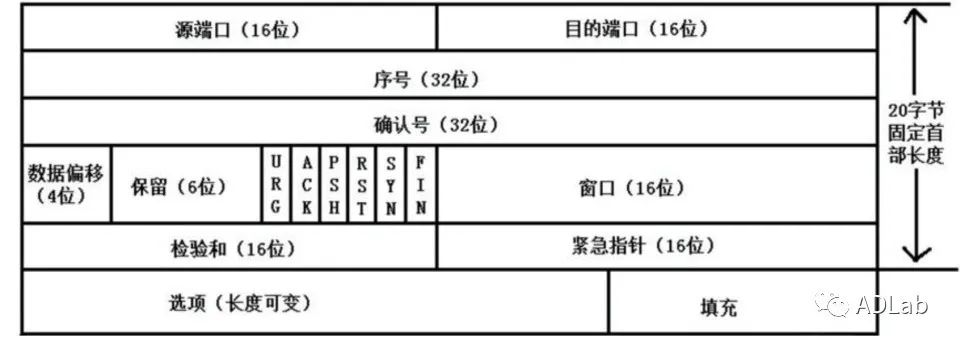 源端口（16位）
目的端口（16位）
序号（32位）
确认号（32位）
20字节
固定首
部长度
数据偏移
（4位）
保留（6位）
URG
ACK
PSH
RST
SYN
FIN
窗口（16位）
检验和（16位）
紧急指针（16位）
选项（长度可变）
填充
ADLab